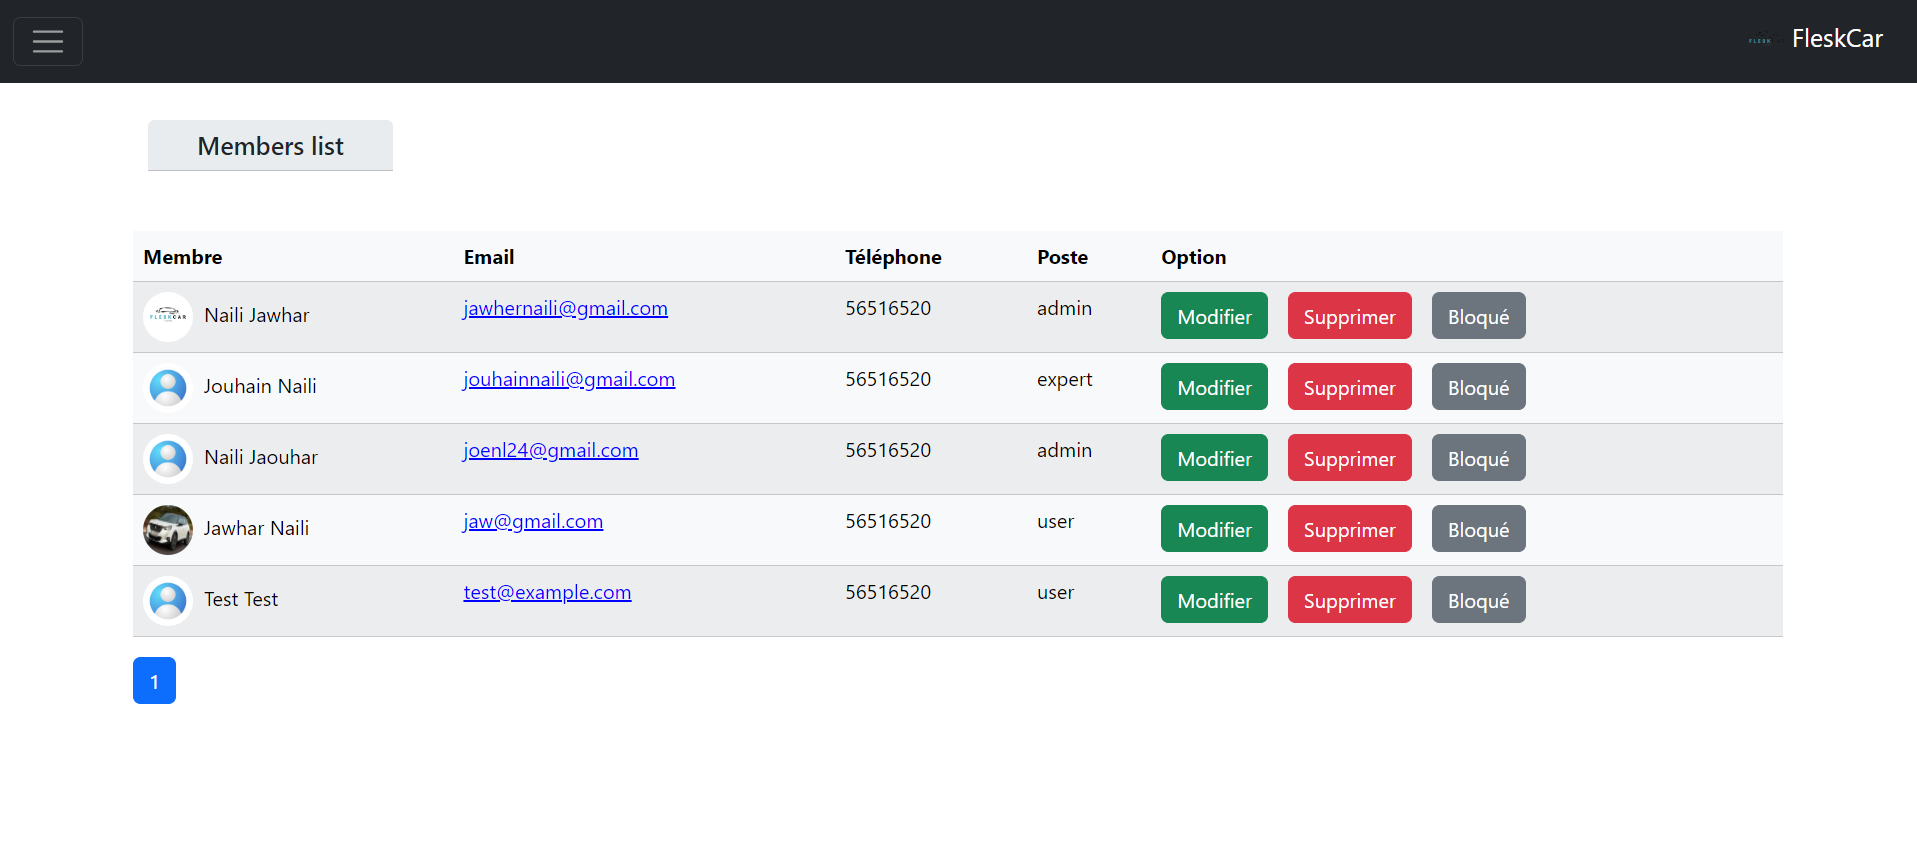 FLESK FleskCar
Members list
Membre Email Téléphone Poste Option
FLESKCAR Naili Jawhar jawhernaili@gmail.com 56516520 admin Modifier Supprimer Bloqué
Jouhain Naili jouhainnaili@gmail.com 56516520 expert Modifier Supprimer Bloqué
Naili Jaouhar joenl24@gmail.com 56516520 admin Modifier Supprimer Bloqué
Jawhar Naili jaw@gmail.com 56516520 user Modifier Supprimer Bloqué
Test Test test@example.com 56516520 user Modifier Supprimer Bloqué
1